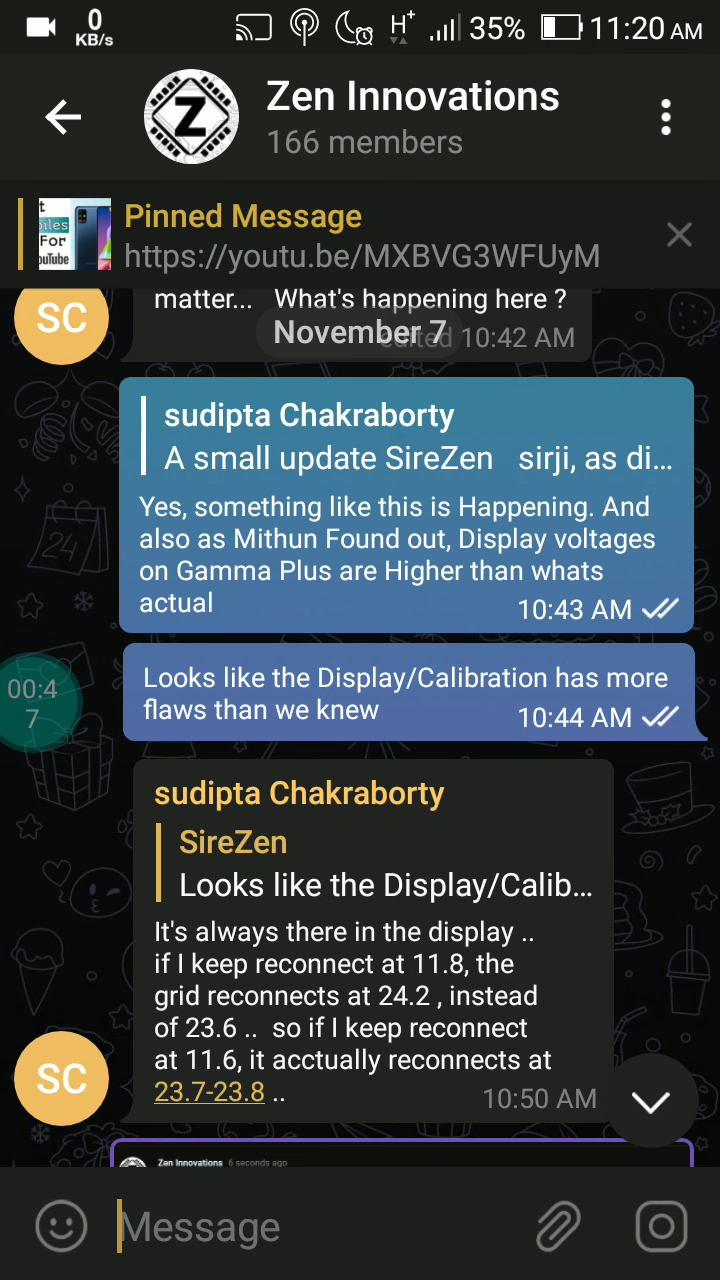 0
KB/s
H+
35%
11:20 AM
Z
Zen Innovations
166 members
t
iles
For
ouTube
Pinned Message
https://youtu.be/MXBVG3WFUyM
SC
matter... What's happening here ?
November 7
edited 10:42 AM
sudipta Chakraborty
A small update SireZen sirji, as di...
Yes, something like this is Happening. And
also as Mithun Found out, Display voltages
on Gamma Plus are Higher than whats
actual
10:43 AM
24
00:4
7
Looks like the Display/Calibration has more
flaws than we knew
10:44 AM
sudipta Chakraborty
SireZen
Looks like the Display/Calib...
It's always there in the display ..
if I keep reconnect at 11.8, the
grid reconnects at 24.2 , instead
of 23.6 .. so if I keep reconnect
at 11.6, it acctually reconnects at
23.7-23.8 ..
10:50 AM
SC
Zen Innovations 6 seconds ago
Message